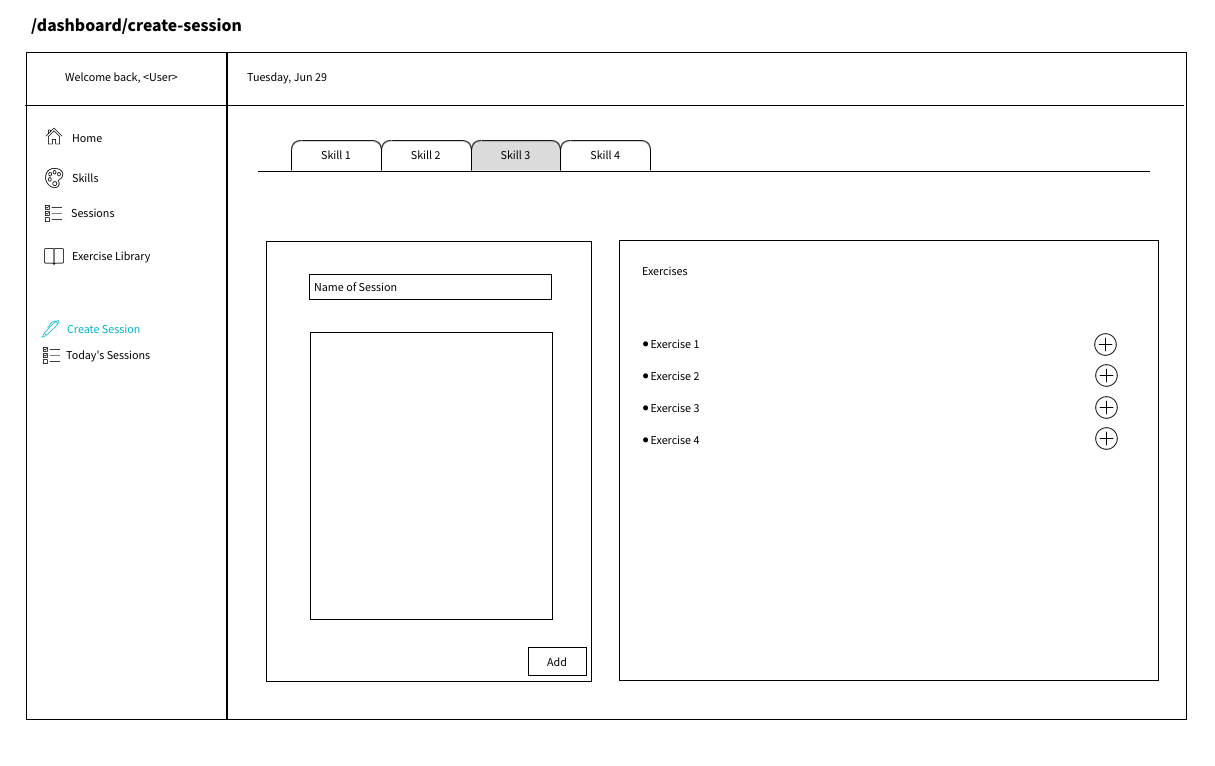 /dashboard/create-session
Welcome back, <User>
Tuesday, Jun 29
Home
Skills
Sessions
Exercise Library
Create Session
Today's Sessions
Skill 1
Skill 2
Skill 3
Skill 4
Name of Session
Add
Exercises
Exercise 1
Exercise 2
Exercise 3
Exercise 4